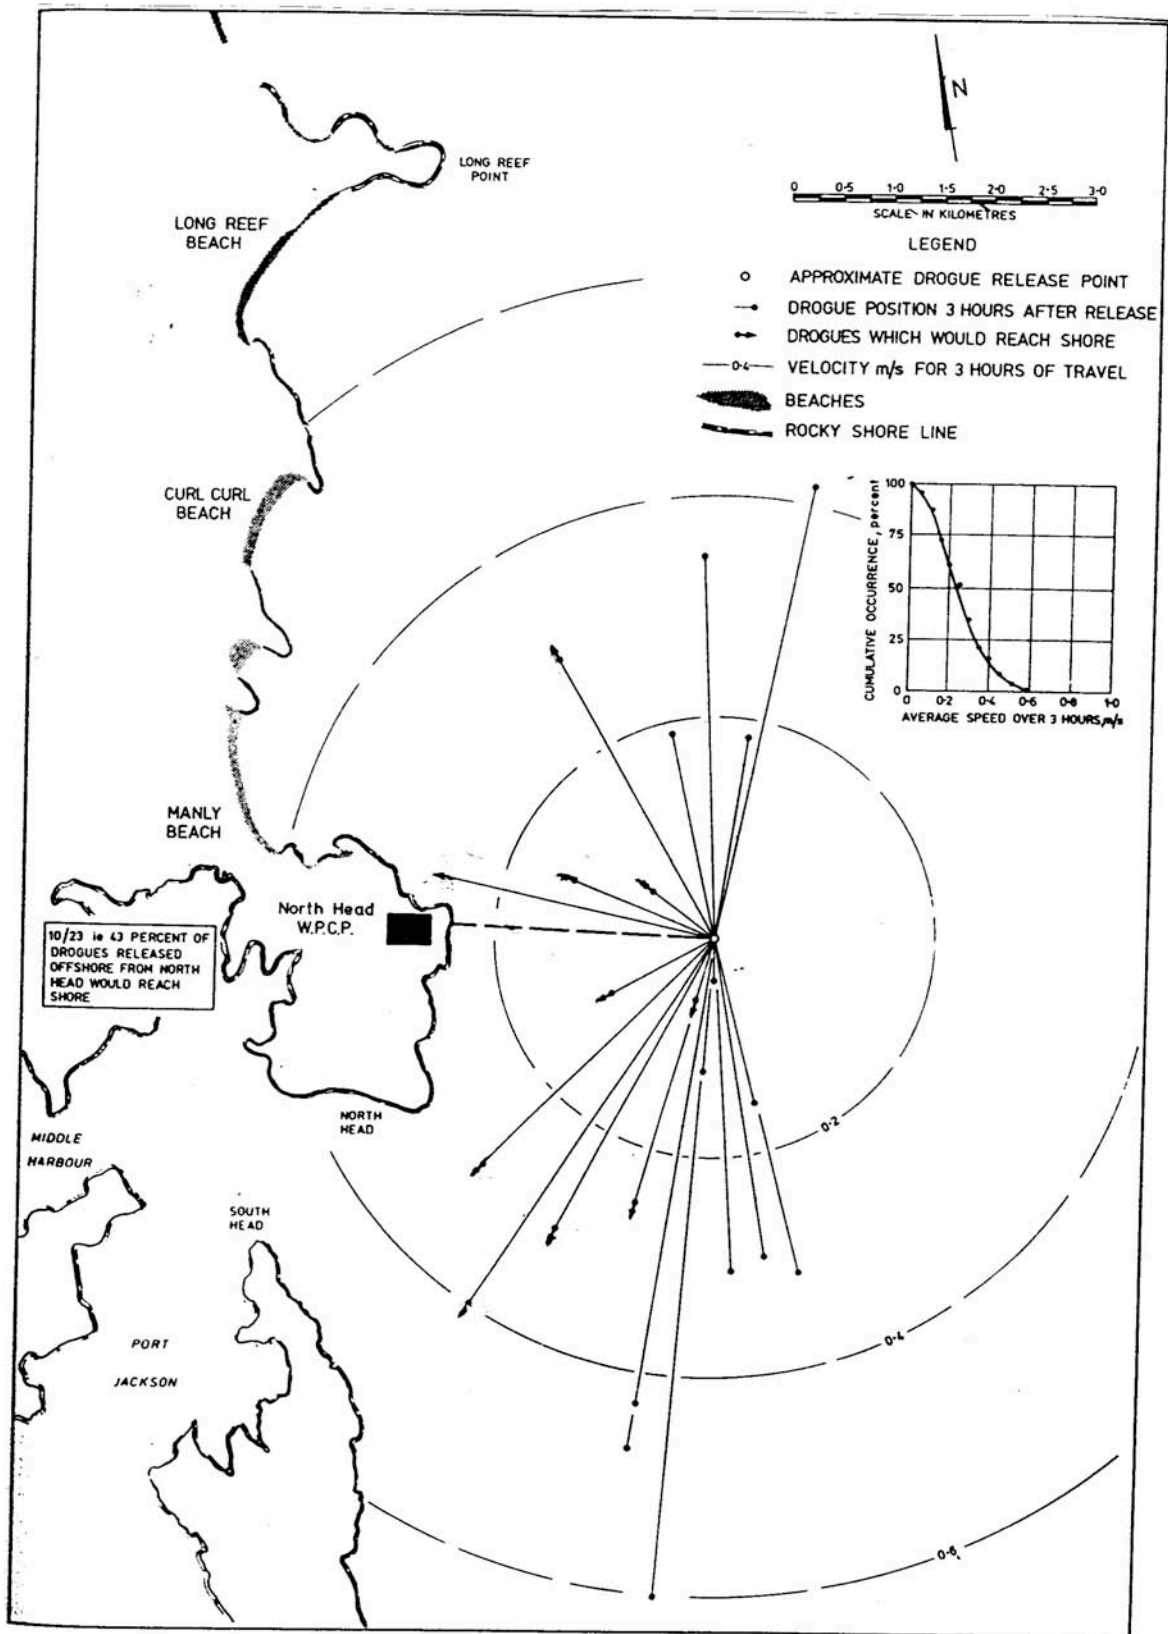 N
LONG REEF
POINT
0 0·5 1·0 1·5 2·0 2·5 3·0
SCALE IN KILOMETRES
LONG REEF
BEACH
LEGEND
APPROXIMATE DROGUE RELEASE POINT
DROGUE POSITION 3 HOURS AFTER RELEASE
DROGUES WHICH WOULD REACH SHORE
0·4 VELOCITY m/s FOR 3 HOURS OF TRAVEL
BEACHES
ROCKY SHORE LINE
CURL CURL
BEACH
CUMULATIVE OCCURRENCE, percent
100
75
50
25
0
0 0·2 0·4 0·6 0·8 1·0
AVERAGE SPEED OVER 3 HOURS,m/s
MANLY
BEACH
North Head
W.P.C.P.
10/23 ie 43 PERCENT OF
DROGUES RELEASED
OFFSHORE FROM NORTH
HEAD WOULD REACH
SHORE
NORTH
HEAD
0·2
MIDDLE
HARBOUR
SOUTH
HEAD
PORT
JACKSON
0·4
0·6